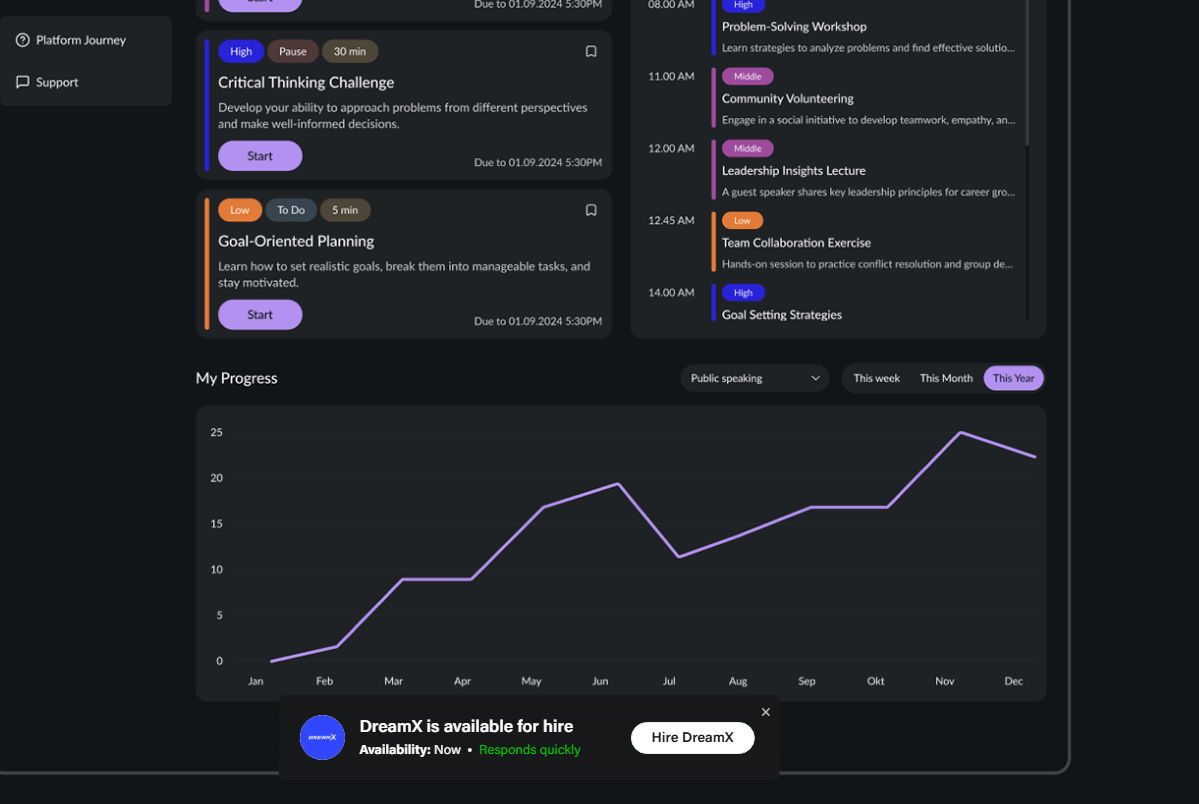 Platform Journey
Support
Start
Due to 01.09.2024 5:30PM
High
Pause
30 min
Critical Thinking Challenge
Develop your ability to approach problems from different perspectives
and make well-informed decisions.
Start
Due to 01.09.2024 5:30PM
Low
To Do
5 min
Goal-Oriented Planning
Learn how to set realistic goals, break them into manageable tasks, and
stay motivated.
Start
Due to 01.09.2024 5:30PM
08.00 AM
High
Problem-Solving Workshop
Learn strategies to analyze problems and find effective solutio...
11.00 AM
Middle
Community Volunteering
Engage in a social initiative to develop teamwork, empathy, an...
12.00 AM
Middle
Leadership Insights Lecture
A guest speaker shares key leadership principles for career gro...
12.45 AM
Low
Team Collaboration Exercise
Hands-on session to practice conflict resolution and group de...
14.00 AM
High
Goal Setting Strategies
My Progress
Public speaking
This week
This Month
This Year
25
20
15
10
5
0
Jan
Feb
Mar
Apr
May
Jun
Jul
Aug
Sep
Okt
Nov
Dec
DREAMX
DreamX is available for hire
Availability: Now • Responds quickly
Hire DreamX